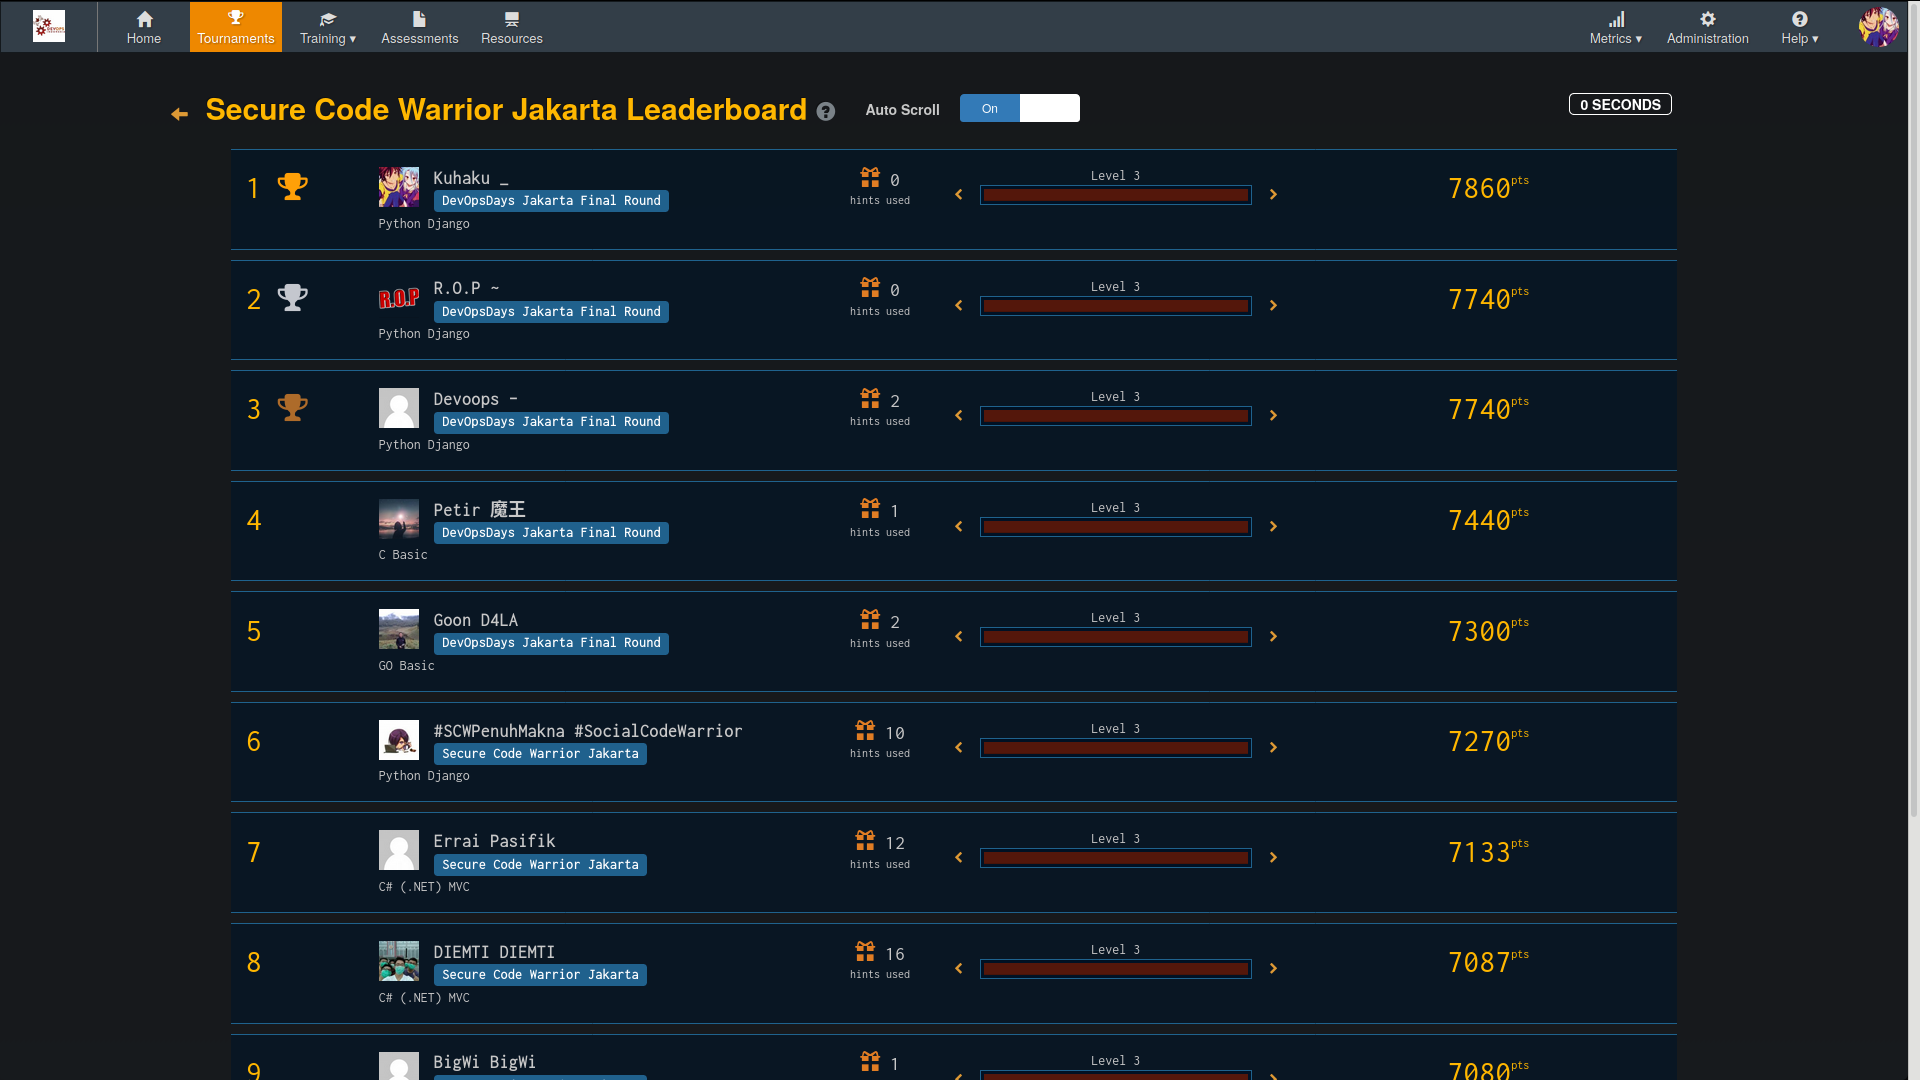 Home
Tournaments
Training ▾
Assessments
Resources
Metrics ▾
Administration
Help ▾
Secure Code Warrior Jakarta Leaderboard ?
Auto Scroll
On
0 SECONDS
1
Kuhaku _
DevOpsDays Jakarta Final Round
Python Django
0
hints used
Level 3
7860pts
2
R.O.P
R.O.P ~
DevOpsDays Jakarta Final Round
Python Django
0
hints used
Level 3
7740pts
3
Devoops -
DevOpsDays Jakarta Final Round
Python Django
2
hints used
Level 3
7740pts
4
Petir 魔王
DevOpsDays Jakarta Final Round
C Basic
1
hints used
Level 3
7440pts
5
Goon D4LA
DevOpsDays Jakarta Final Round
GO Basic
2
hints used
Level 3
7300pts
6
#SCWPenuhMakna #SocialCodeWarrior
Secure Code Warrior Jakarta
Python Django
10
hints used
Level 3
7270pts
7
Errai Pasifik
Secure Code Warrior Jakarta
C# (.NET) MVC
12
hints used
Level 3
7133pts
8
DIEMTI DIEMTI
Secure Code Warrior Jakarta
C# (.NET) MVC
16
hints used
Level 3
7087pts
9
BigWi BigWi
1
Level 3
7080pts